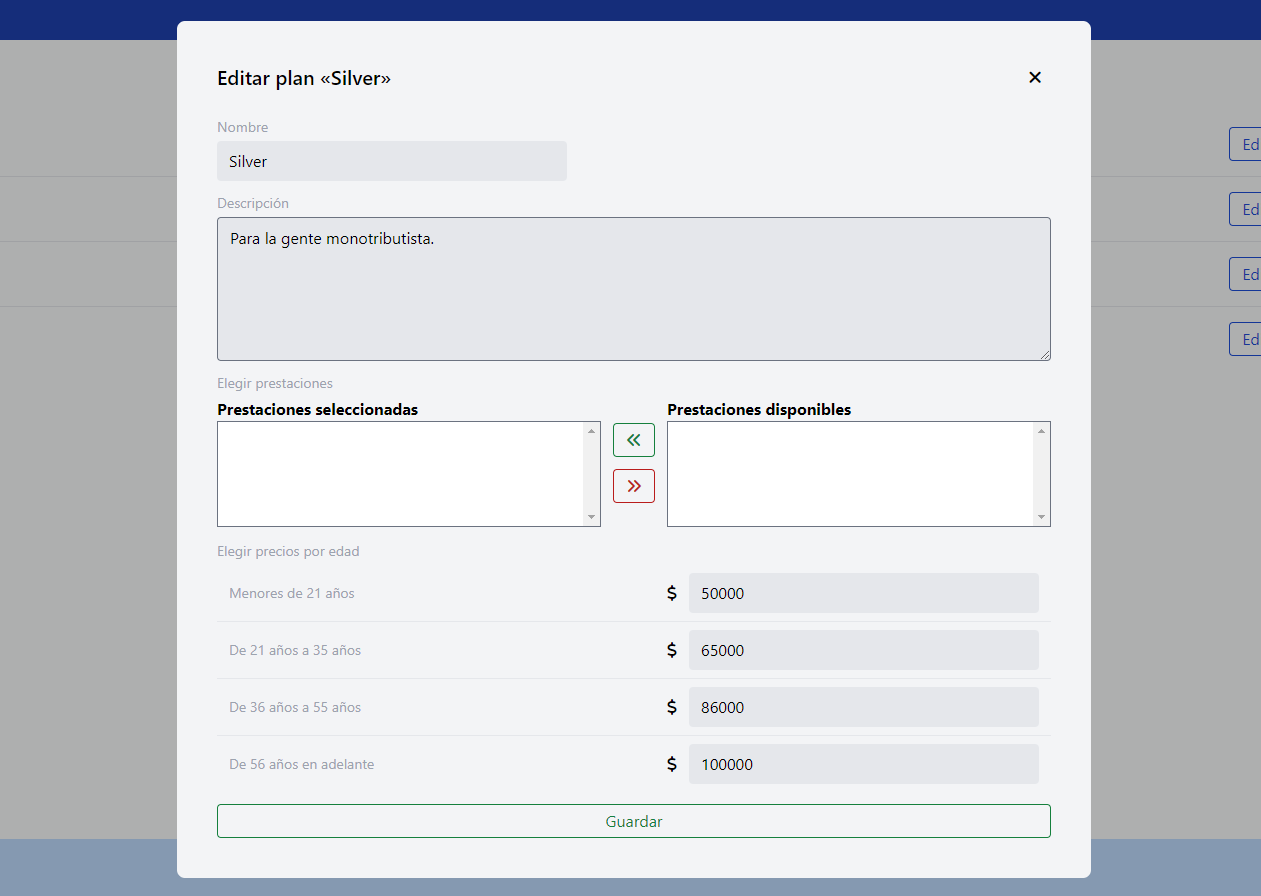 Editar plan «Silver»
Nombre
Silver
Descripción
Para la gente monotributista.
Elegir prestaciones
Prestaciones seleccionadas
Prestaciones disponibles
Elegir precios por edad
Menores de 21 años $ 50000
De 21 años a 35 años $ 65000
De 36 años a 55 años $ 86000
De 56 años en adelante $ 100000
Guardar
Ed
Ed
Ed
Ed